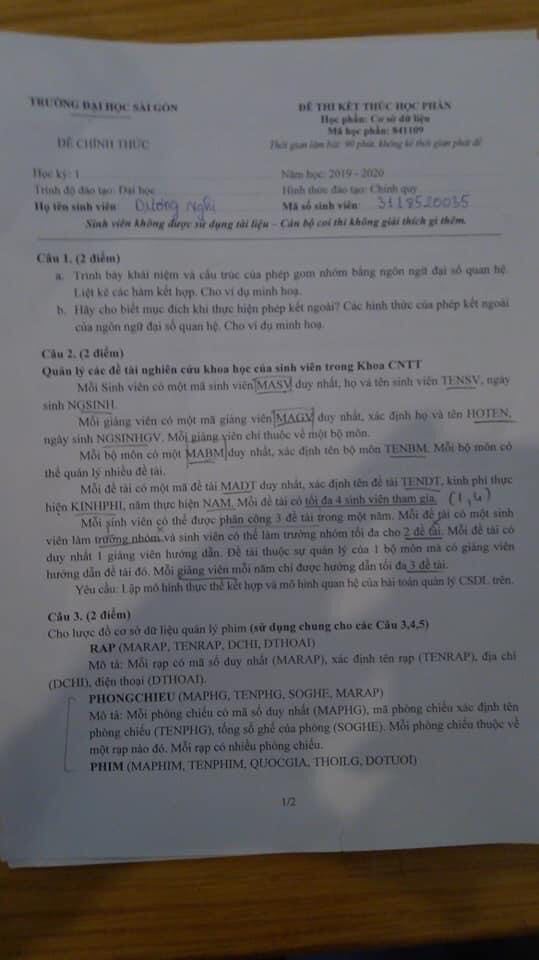 TRƯỜNG ĐẠI HỌC SÀI GÒN
ĐỀ THI KẾT THÚC HỌC PHẦN
Học phần: Cơ sở dữ liệu
Mã học phần: 841109
ĐỀ CHÍNH THỨC
Thời gian làm bài: 90 phút, không kể thời gian phát đề
Học kỳ: 1
Năm học: 2019 - 2020
Trình độ đào tạo: Đại học
Hình thức đào tạo: Chính quy
Họ tên sinh viên: Dương Nghi
Mã số sinh viên: 3118520035
Sinh viên không được sử dụng tài liệu – Cán bộ coi thi không giải thích gì thêm.
Câu 1. (2 điểm)
a. Trình bày khái niệm và cấu trúc của phép gom nhóm bằng ngôn ngữ đại số quan hệ.
Liệt kê các hàm kết hợp. Cho ví dụ minh hoạ.
b. Hãy cho biết mục đích khi thực hiện phép kết ngoài? Các hình thức của phép kết ngoài
của ngôn ngữ đại số quan hệ. Cho ví dụ minh hoạ.
Câu 2. (2 điểm)
Quản lý các đề tài nghiên cứu khoa học của sinh viên trong Khoa CNTT
Mỗi Sinh viên có một mã sinh viên MASV duy nhất, họ và tên sinh viên TENSV, ngày
sinh NGSINH.
Mỗi giảng viên có một mã giảng viên MAGV duy nhất, xác định họ và tên HOTEN,
ngày sinh NGSINHGV. Mỗi giảng viên chỉ thuộc về một bộ môn.
Mỗi bộ môn có một MABM duy nhất, xác định tên bộ môn TENBM. Mỗi bộ môn có
thể quản lý nhiều đề tài.
Mỗi đề tài có một mã đề tài MADT duy nhất, xác định tên đề tài TENDT, kinh phí thực
hiện KINHPHI, năm thực hiện NAM. Mỗi đề tài có tối đa 4 sinh viên tham gia. (1,4)
Mỗi sinh viên có thể được phân công 3 đề tài trong một năm. Mỗi đề tài có một sinh
viên làm trưởng nhóm và sinh viên có thể làm trưởng nhóm tối đa cho 2 đề tài. Mỗi đề tài có
duy nhất 1 giảng viên hướng dẫn. Đề tài thuộc sự quản lý của 1 bộ môn mà có giảng viên
hướng dẫn đề tài đó. Mỗi giảng viên mỗi năm chỉ được hướng dẫn tối đa 3 đề tài.
Yêu cầu: Lập mô hình thực thể kết hợp và mô hình quan hệ của bài toán quản lý CSDL trên.
Câu 3. (2 điểm)
Cho lược đồ cơ sở dữ liệu quản lý phim (sử dụng chung cho các Câu 3,4,5)
RAP (MARAP, TENRAP, DCHI, DTHOAI)
Mô tả: Mỗi rạp có mã số duy nhất (MARAP), xác định tên rạp (TENRAP), địa chỉ
(DCHI), điện thoại (DTHOAI).
PHONGCHIEU (MAPHG, TENPHG, SOGHE, MARAP)
Mô tả: Mỗi phòng chiếu có mã số duy nhất (MAPHG), mã phòng chiếu xác định tên
phòng chiếu (TENPHG), tổng số ghế của phòng (SOGHE). Mỗi phòng chiếu thuộc về
một rạp nào đó. Mỗi rạp có nhiều phòng chiếu.
PHIM (MAPHIM, TENPHIM, QUOCGIA, THOILG, DOTUOI)
1/2